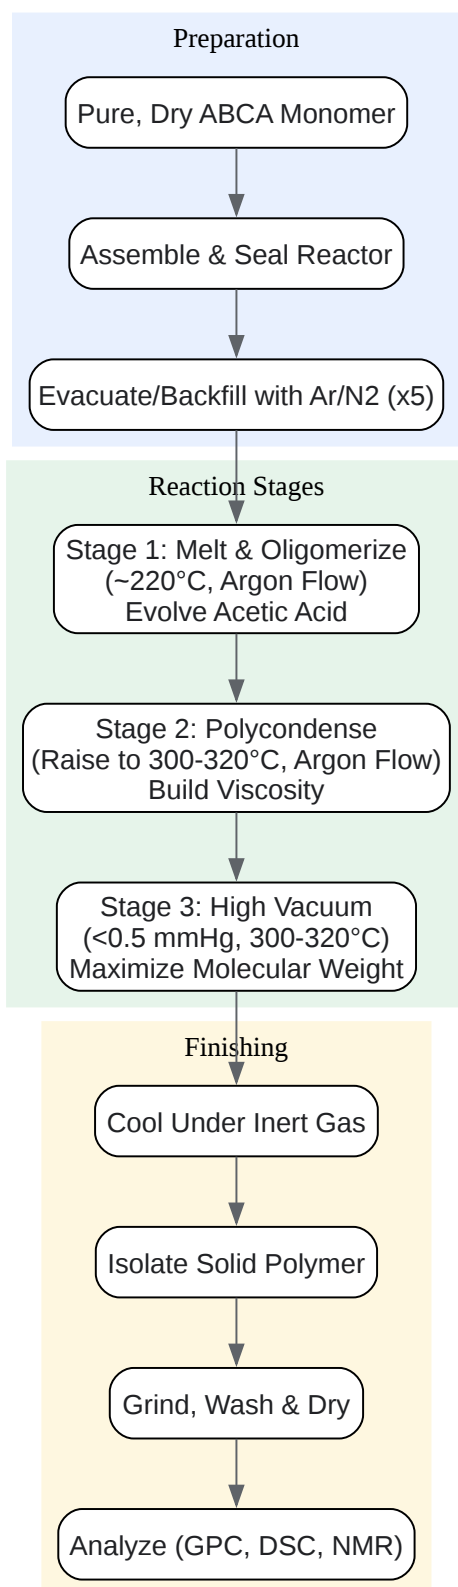 Preparation
Pure, Dry ABCA Monomer
Assemble & Seal Reactor
Evacuate/Backfill with Ar/N2 (x5)
Reaction Stages
Stage 1: Melt & Oligomerize
(~220°C, Argon Flow)
Evolve Acetic Acid
Stage 2: Polycondense
(Raise to 300-320°C, Argon Flow)
Build Viscosity
Stage 3: High Vacuum
(<0.5 mmHg, 300-320°C)
Maximize Molecular Weight
Finishing
Cool Under Inert Gas
Isolate Solid Polymer
Grind, Wash & Dry
Analyze (GPC, DSC, NMR)